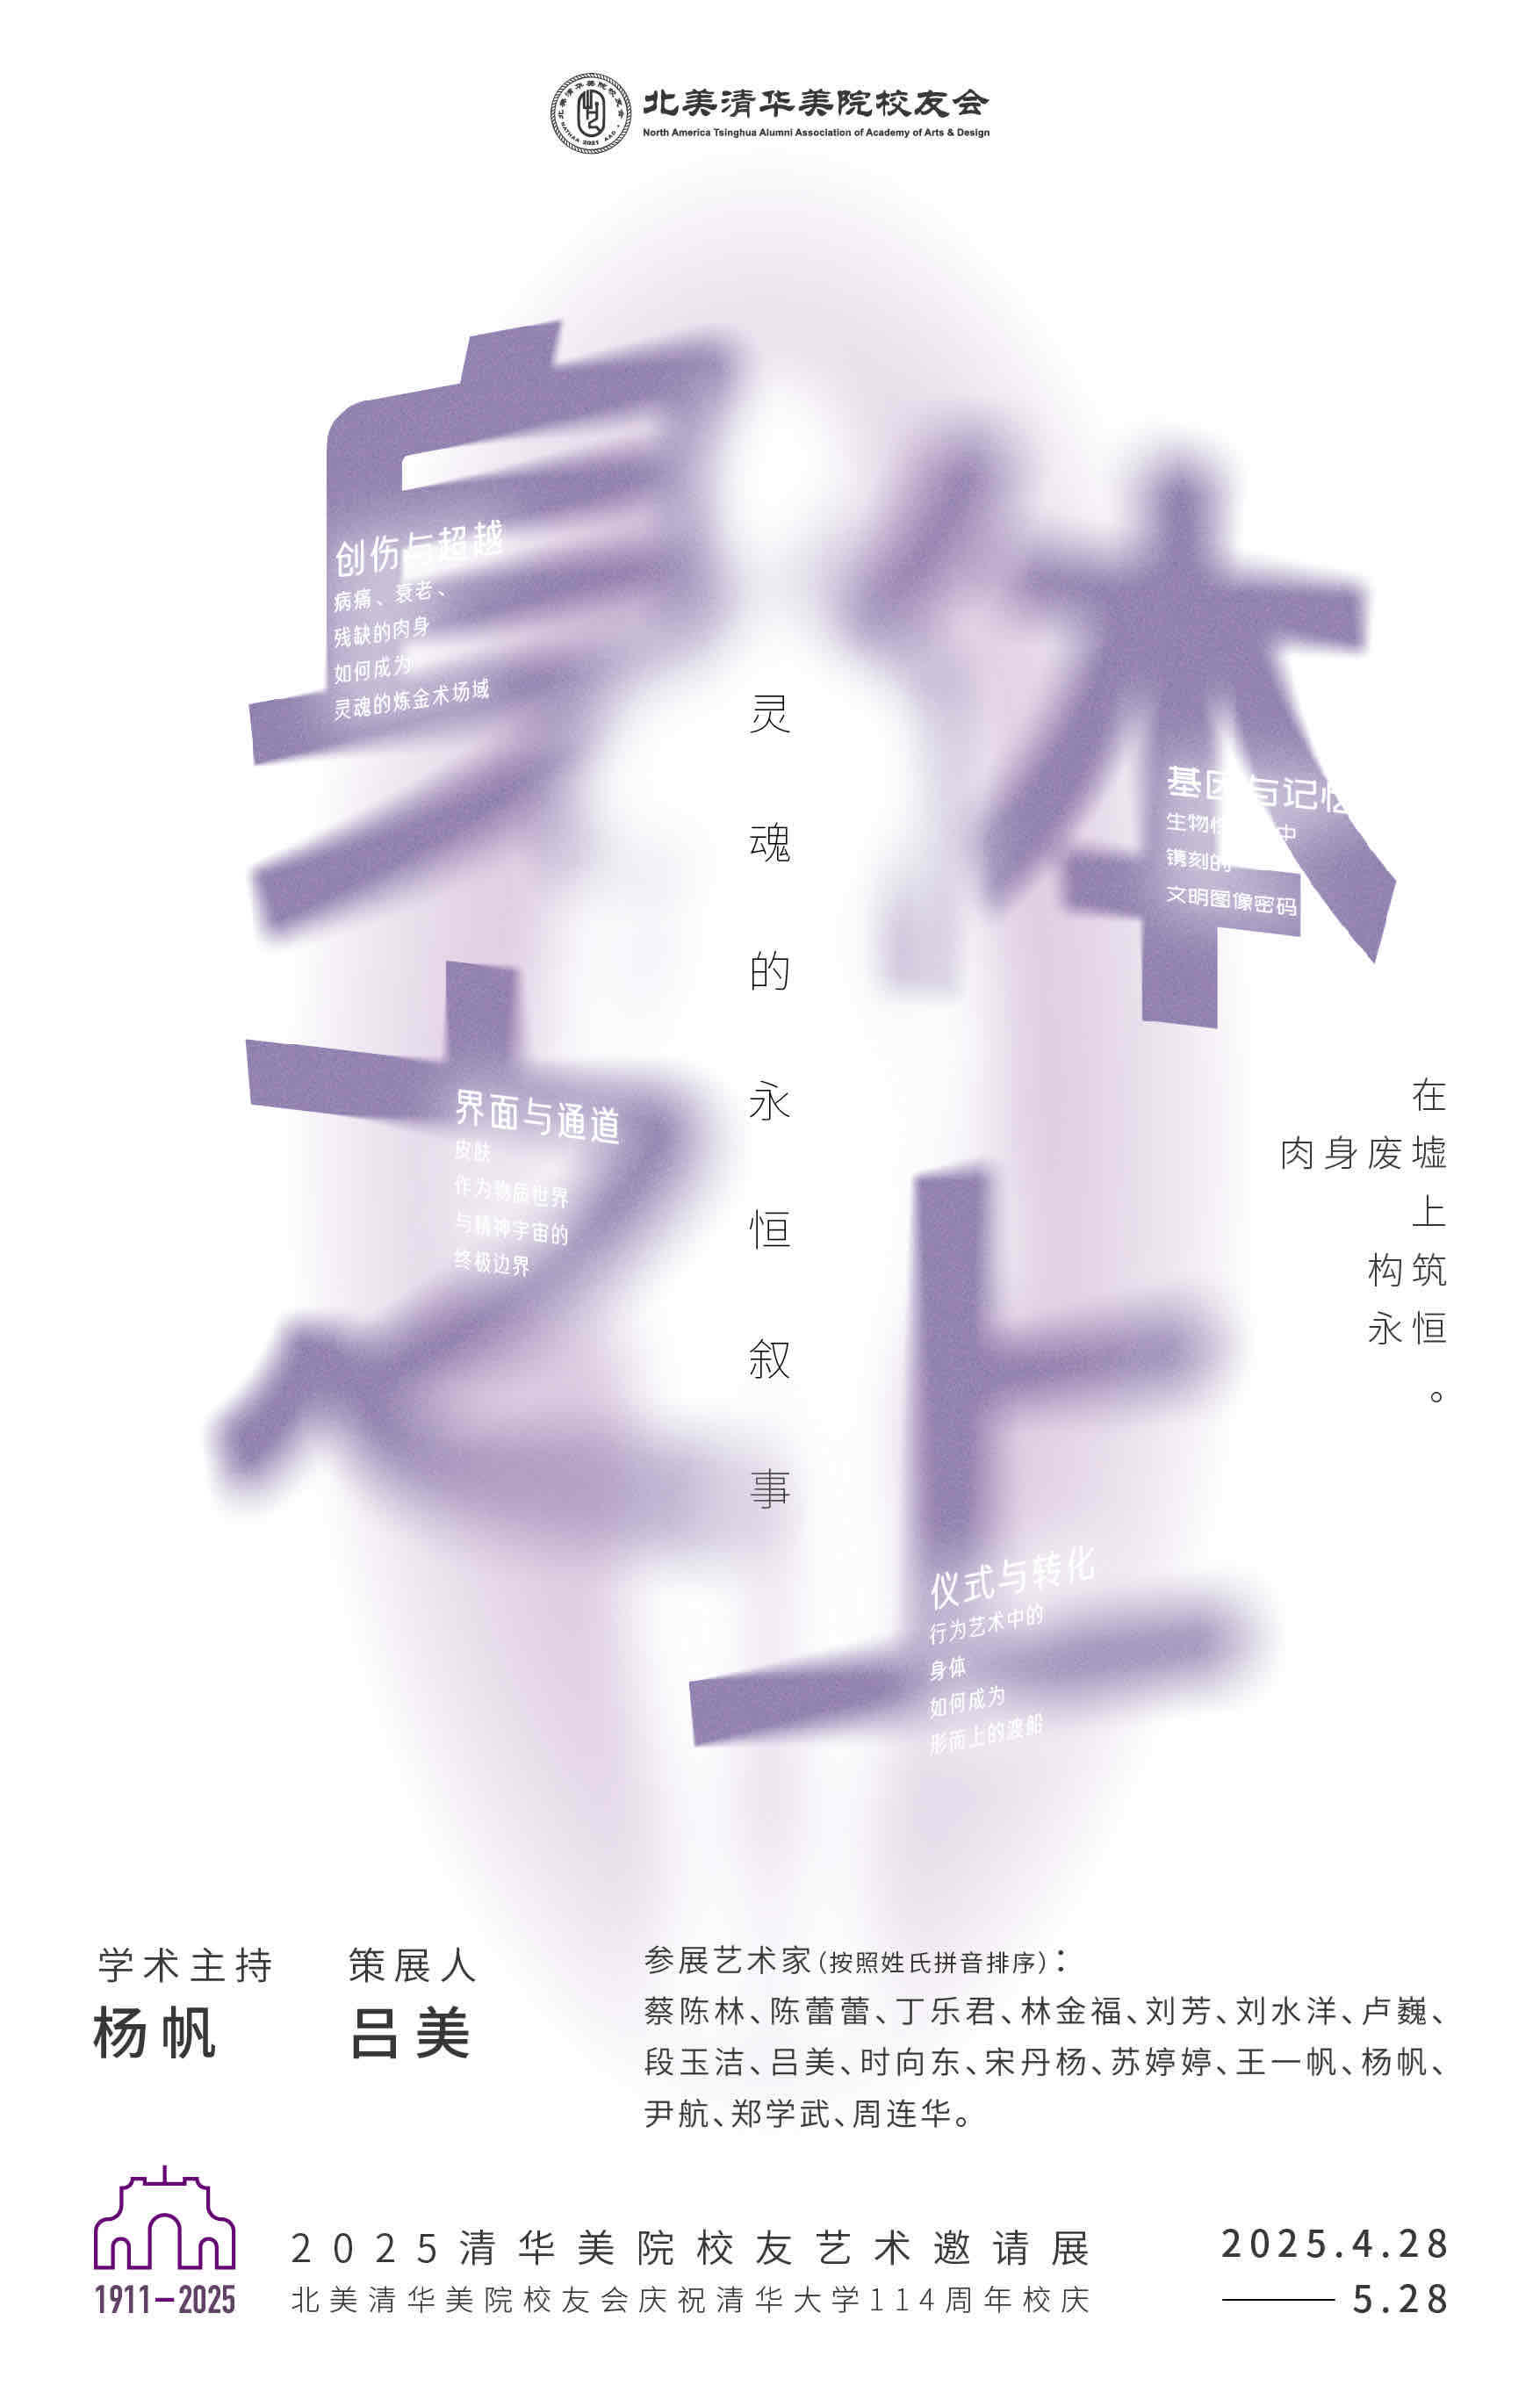 北美清华美院校友会
North America Tsinghua Alumni Association of Academy of Arts & Design
身体之上
创伤与超越
病痛、衰老、
残缺的肉身
如何成为
灵魂的炼金术场域
基因与记忆
生物 中
镌刻的
文明图像密码
界面与通道
皮肤
作为物质世界
与精神宇宙的
终极边界
仪式与转化
行为艺术中的
身体
如何成为
形而上的渡船
灵魂的永恒叙事
在
肉身废墟
上
构筑
永恒
。
学术主持
杨帆
策展人
吕美
参展艺术家(按照姓氏拼音排序):
蔡陈林、陈蕾蕾、丁乐君、林金福、刘芳、刘水洋、卢巍、
段玉洁、吕美、时向东、宋丹杨、苏婷婷、王一帆、杨帆、
尹航、郑学武、周连华。
1911-2025
2025清华美院校友艺术邀请展
北美清华美院校友会庆祝清华大学114周年校庆
2025.4.28
—— 5.28